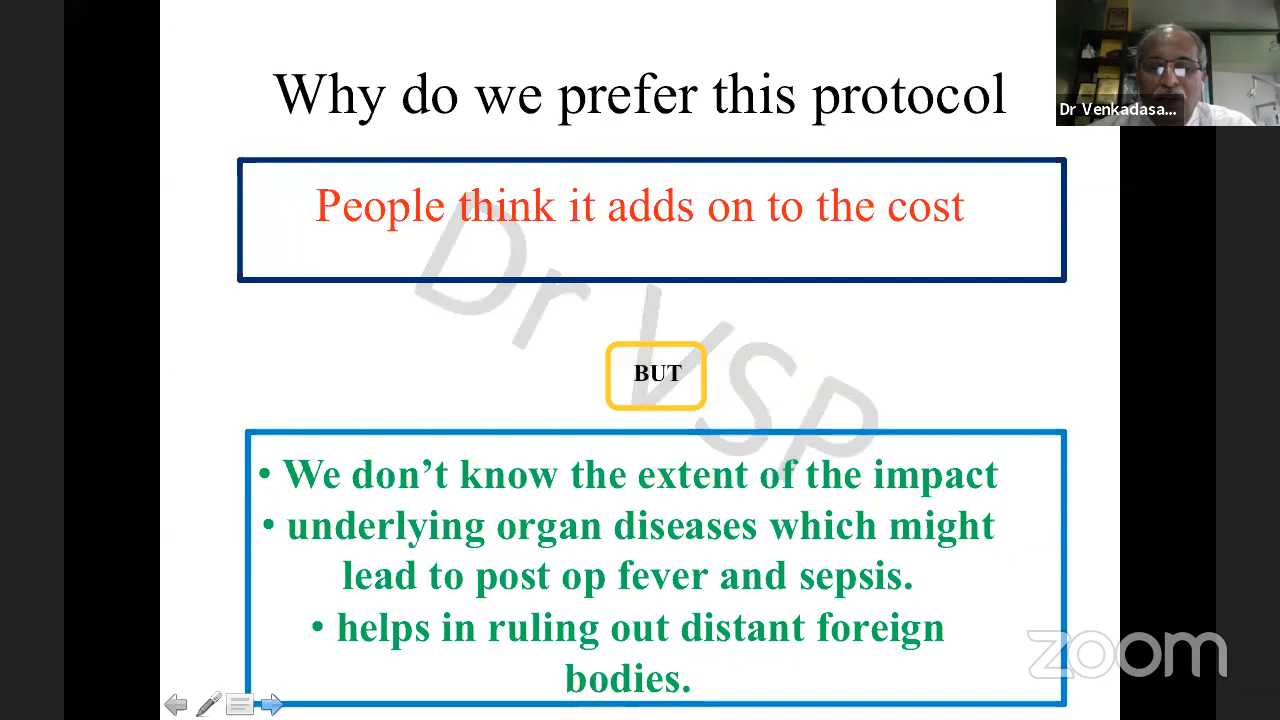 Why do we prefer this protocol
Dr Venkadasa...
People think it adds on to the cost
Dr VSP
BUT
• We don’t know the extent of the impact
• underlying organ diseases which might
lead to post op fever and sepsis.
• helps in ruling out distant foreign
bodies.
zoom